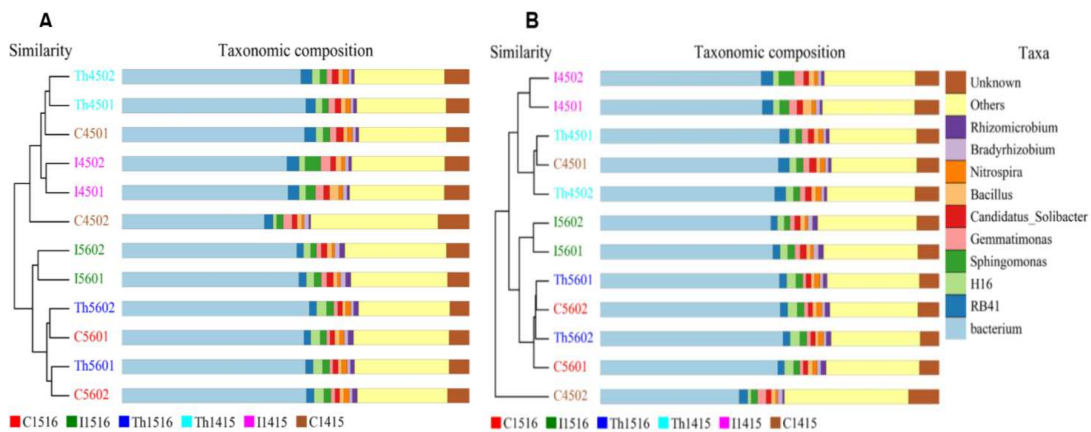 A
B
Similarity
Taxonomic composition
Similarity
Taxonomic composition
Taxa
Th4502
Th4501
C4501
I4502
I4501
C4502
I5602
I5601
Th5602
C5601
Th5601
C5602
I4502
I4501
Th4501
C4501
Th4502
I5602
I5601
Th5601
C5602
Th5602
C5601
C4502
Unknown
Others
Rhizomicrobium
Bradyrhizobium
Nitrospira
Bacillus
Candidatus_Solibacter
Gemmatimonas
Sphingomonas
H16
RB41
bacterium
C1516 I1516 Th1516 Th1415 I1415 C1415
C1516 I1516 Th1516 Th1415 I1415 C1415